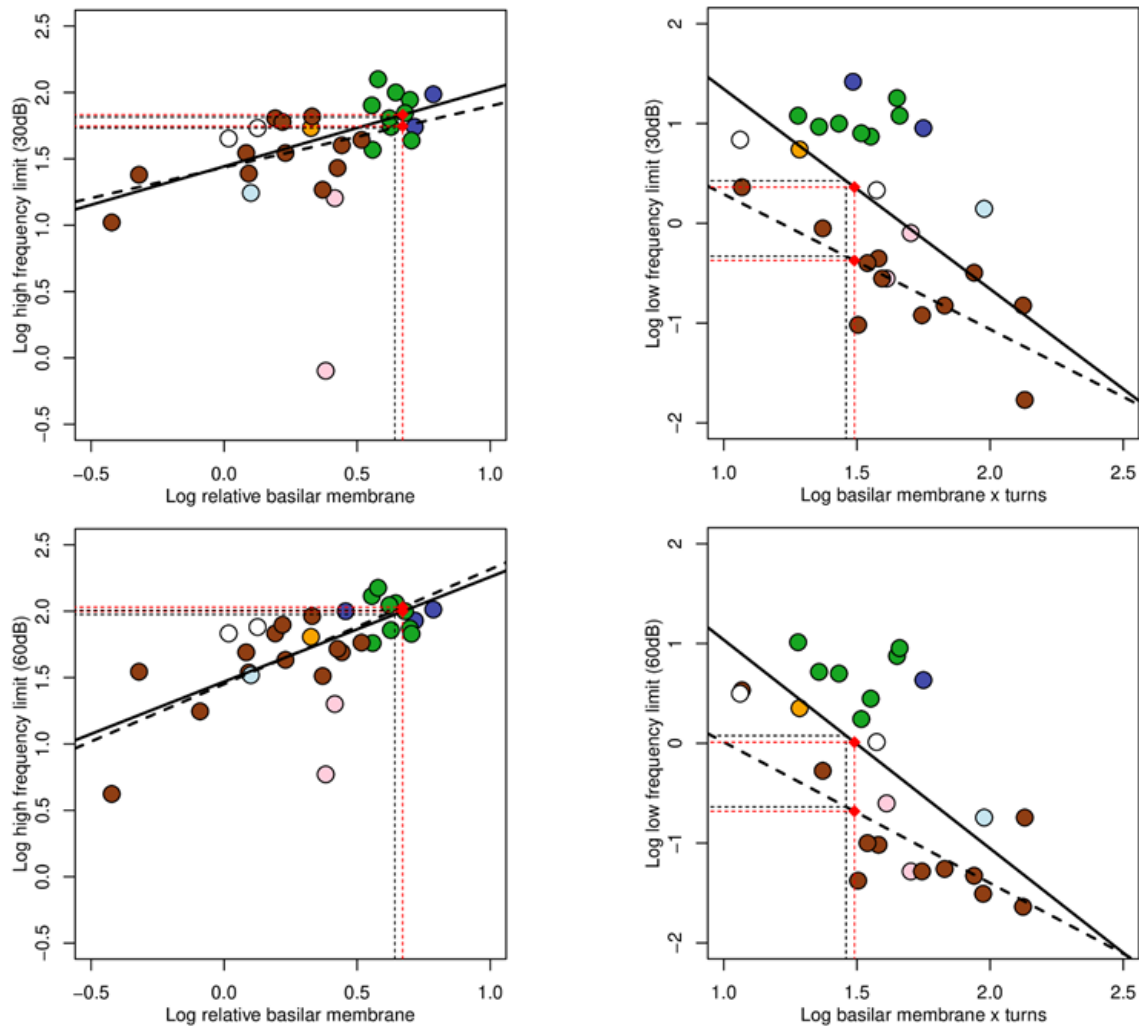 Log high frequency limit (30dB)
2.5
2.0
1.5
1.0
0.5
0.0
−0.5
−0.5 0.0 0.5 1.0
Log relative basilar membrane
Log low frequency limit (30dB)
2
1
0
−1
−2
1.0 1.5 2.0 2.5
Log basilar membrane x turns
Log high frequency limit (60dB)
2.5
2.0
1.5
1.0
0.5
0.0
−0.5
−0.5 0.0 0.5 1.0
Log relative basilar membrane
Log low frequency limit (60dB)
2
1
0
−1
−2
1.0 1.5 2.0 2.5
Log basilar membrane x turns